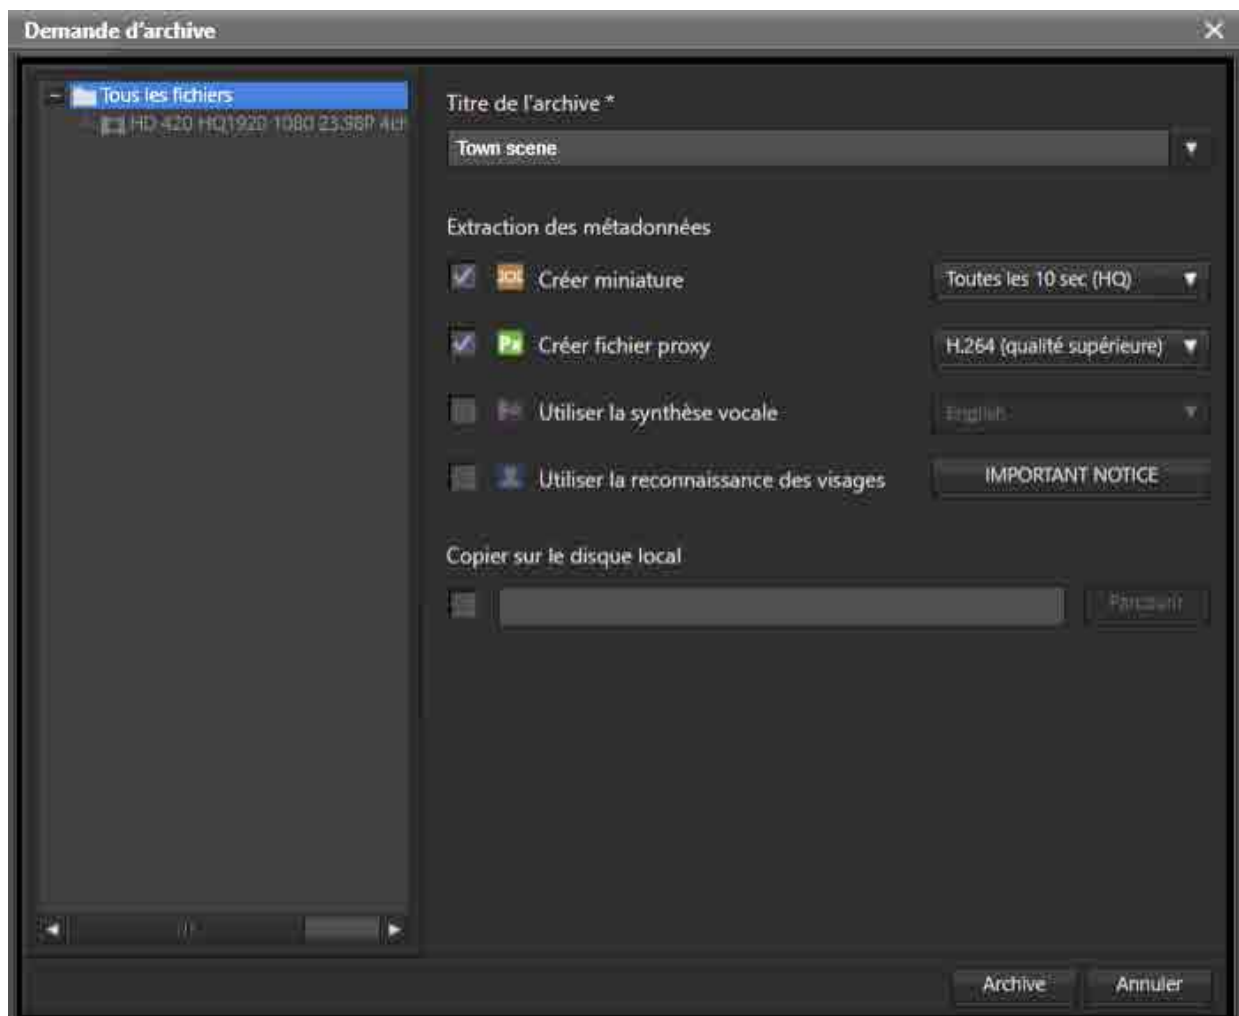 Demande d'archive
Tous les fichiers
HD 420 HQ1920 1080 23.98P 4ch
Titre de l'archive *
Town scene
Extraction des métadonnées
Créer miniature
Toutes les 10 sec (HQ)
Créer fichier proxy
H.264 (qualité supérieure)
Utiliser la synthèse vocale
English
Utiliser la reconnaissance des visages
IMPORTANT NOTICE
Copier sur le disque local
Parcourir
Archive
Annuler